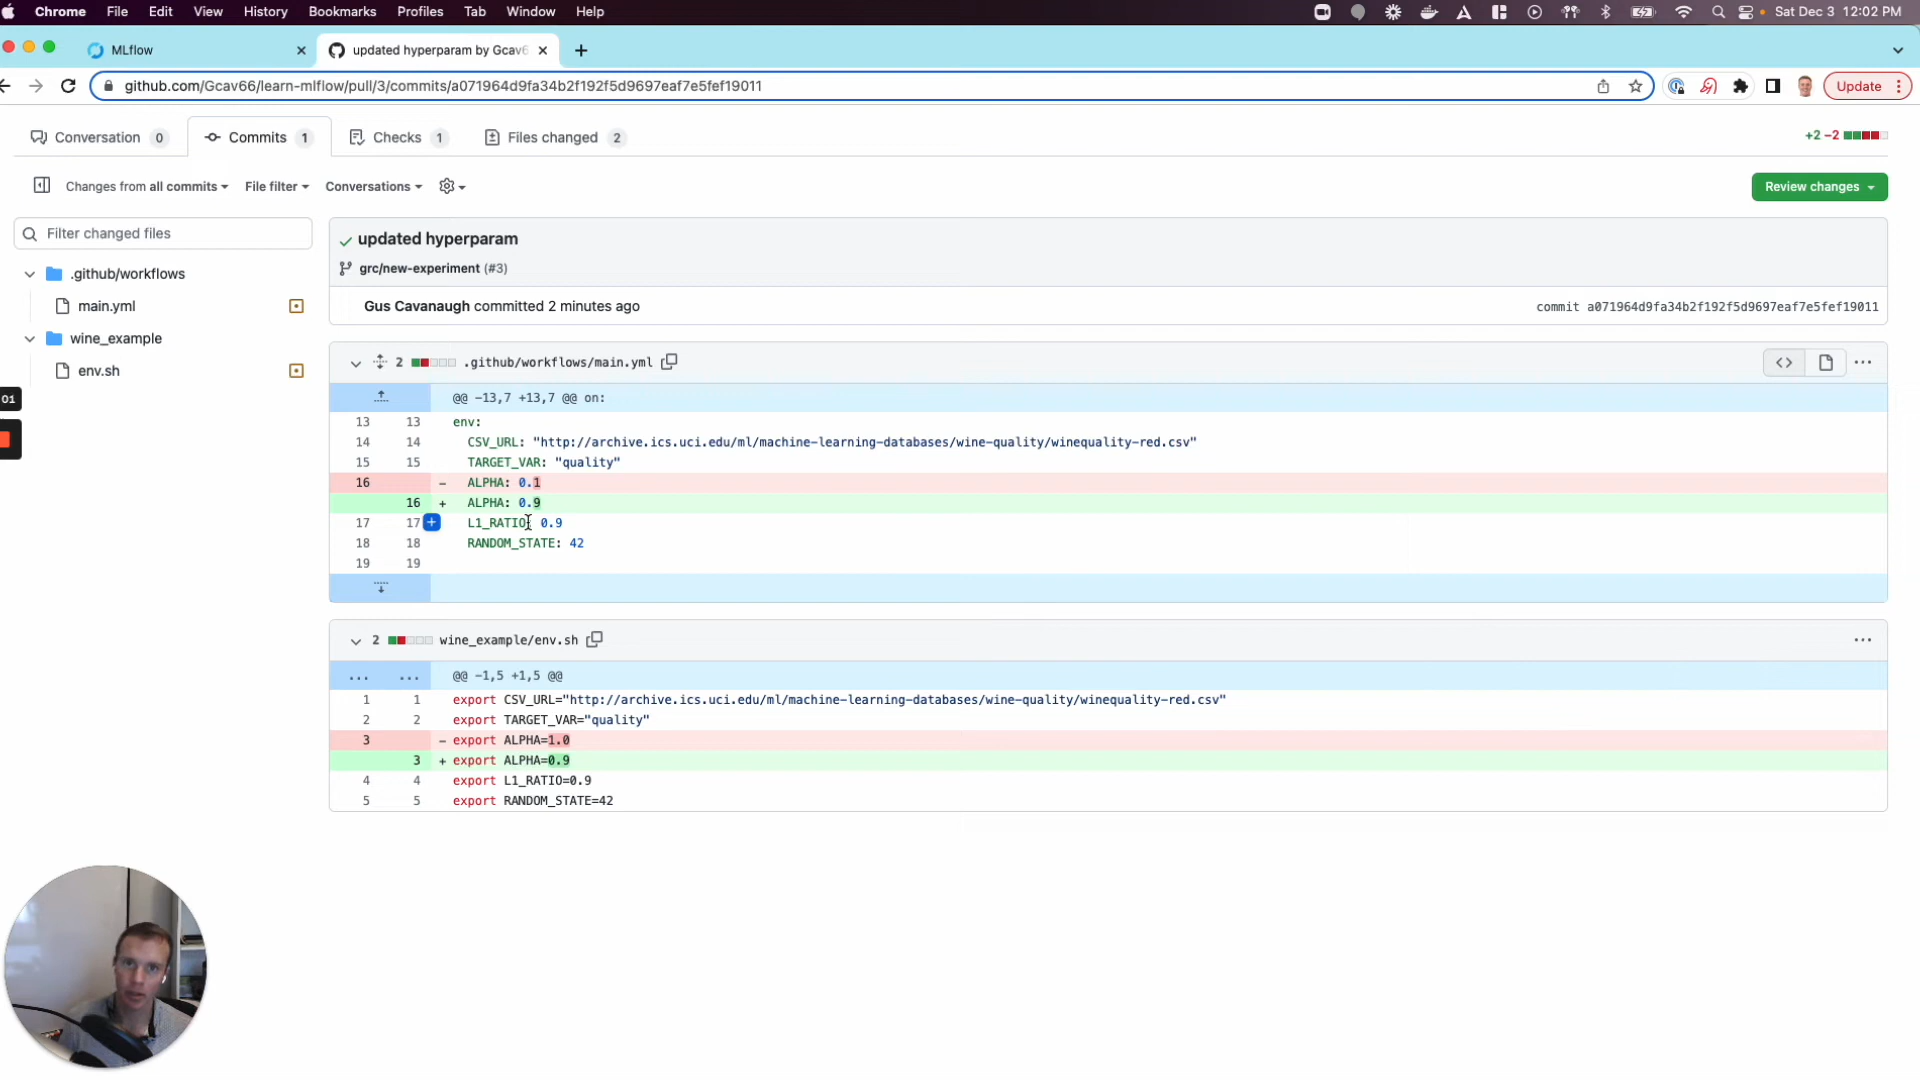 Chrome File Edit View History Bookmarks Profiles Tab Window Help Sat Dec 3 12:02 PM
MLflow updated hyperparam by Gcav6
github.com/Gcav66/learn-mlflow/pull/3/commits/a071964d9fa34b2f192f5d9697eaf7e5fef19011 Update
Conversation 0 Commits 1 Checks 1 Files changed 2 +2 −2
Changes from all commits File filter Conversations Review changes
Filter changed files
.github/workflows
main.yml
wine_example
env.sh
01
updated hyperparam
grc/new-experiment (#3)
Gus Cavanaugh committed 2 minutes ago commit a071964d9fa34b2f192f5d9697eaf7e5fef19011
2 .github/workflows/main.yml
@@ -13,7 +13,7 @@ on:
13 13 env:
14 14 CSV_URL: "http://archive.ics.uci.edu/ml/machine-learning-databases/wine-quality/winequality-red.csv"
15 15 TARGET_VAR: "quality"
16 - ALPHA: 0.1
16 + ALPHA: 0.9
17 17 L1_RATIO: 0.9
18 18 RANDOM_STATE: 42
19 19
2 wine_example/env.sh
... ... @@ -1,5 +1,5 @@
1 1 export CSV_URL="http://archive.ics.uci.edu/ml/machine-learning-databases/wine-quality/winequality-red.csv"
2 2 export TARGET_VAR="quality"
3 - export ALPHA=1.0
3 + export ALPHA=0.9
4 4 export L1_RATIO=0.9
5 5 export RANDOM_STATE=42